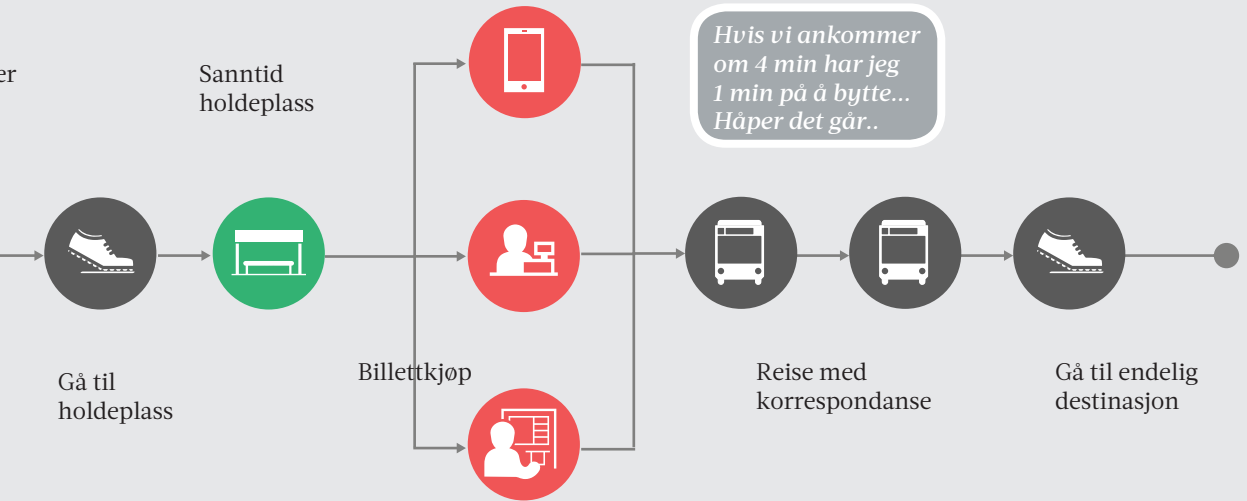 Sanntid
holdeplass
Hvis vi ankommer
om 4 min har jeg
1 min på å bytte...
Håper det går..
Gå til
holdeplass
Billettkjøp
Reise med
korrespondanse
Gå til endelig
destinasjon